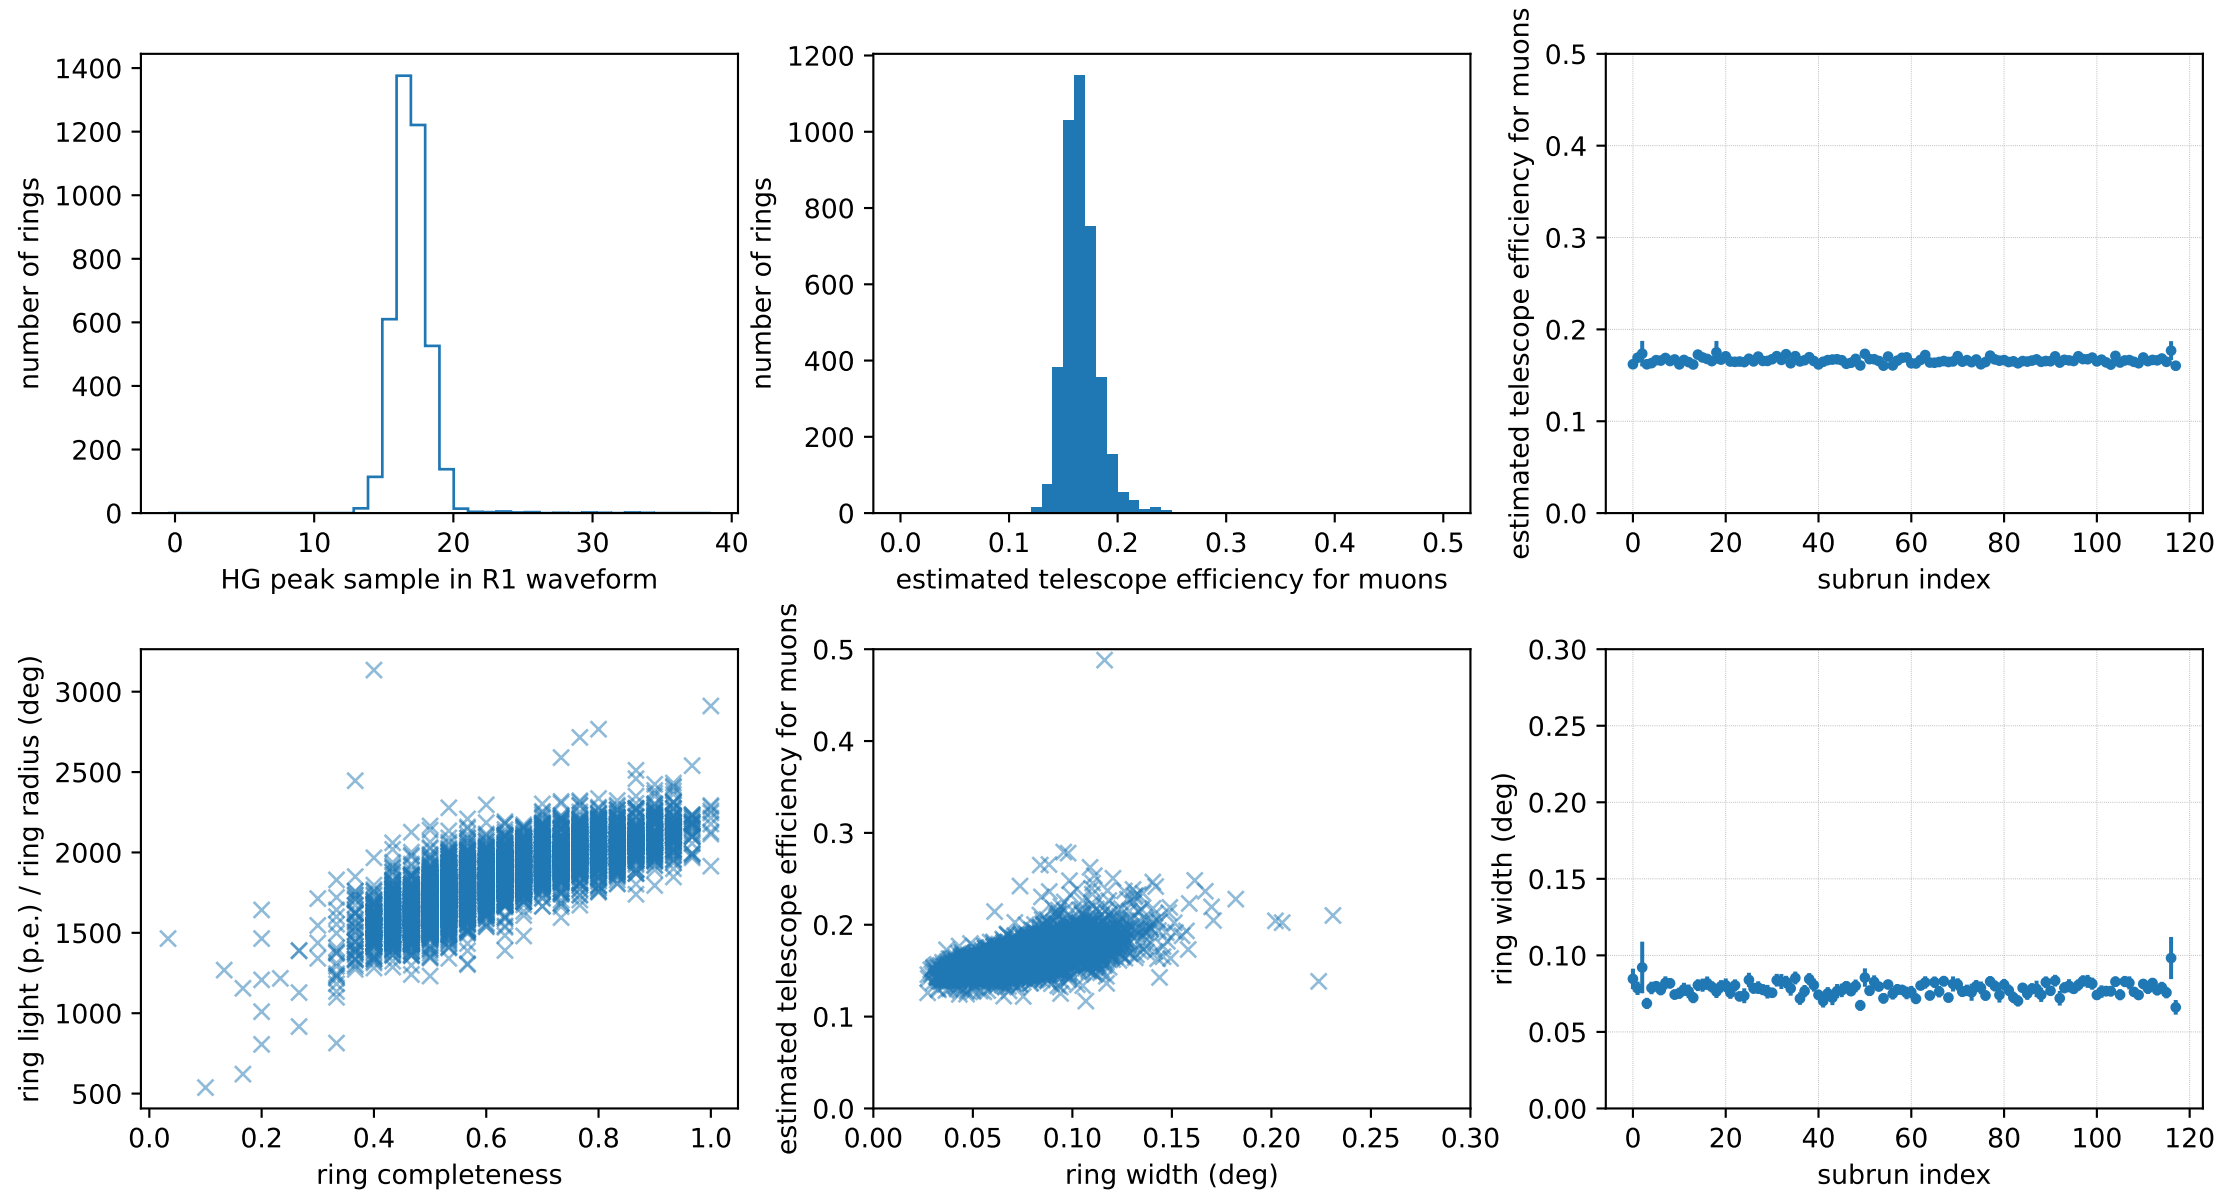 1400
1200
1000
800
600
400
200
0
number of rings
0 10 20 30 40
HG peak sample in R1 waveform
1200
1000
800
600
400
200
0
number of rings
0.0 0.1 0.2 0.3 0.4 0.5
estimated telescope efficiency for muons
0.5
0.4
0.3
0.2
0.1
0.0
estimated telescope efficiency for muons
0 20 40 60 80 100 120
subrun index
3000
2500
2000
1500
1000
500
ring light (p.e.) / ring radius (deg)
0.0 0.2 0.4 0.6 0.8 1.0
ring completeness
0.5
0.4
0.3
0.2
0.1
0.0
estimated telescope efficiency for muons
0.00 0.05 0.10 0.15 0.20 0.25 0.30
ring width (deg)
0.30
0.25
0.20
0.15
0.10
0.05
0.00
ring width (deg)
0 20 40 60 80 100 120
subrun index